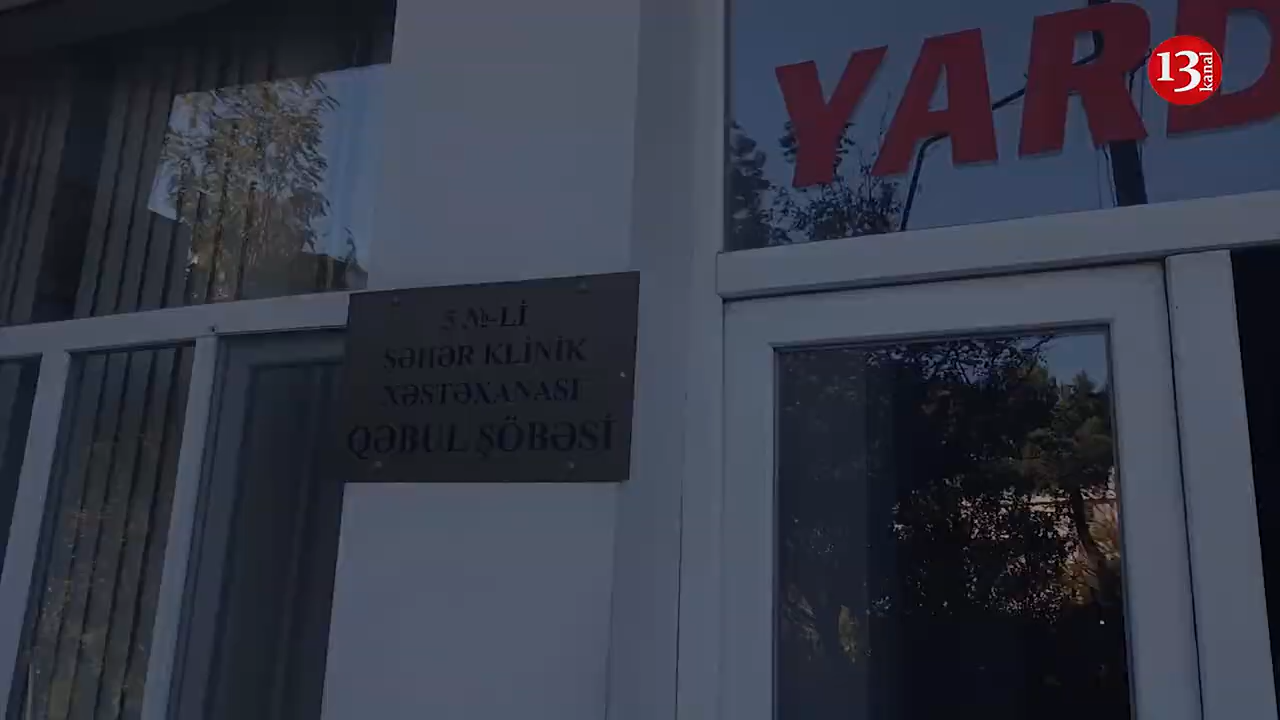 YARD
13
kanal
5 №-Lİ
ŞƏHƏR KLİNİK
XƏSTƏXANASI
QƏBUL ŞÖBƏSİ